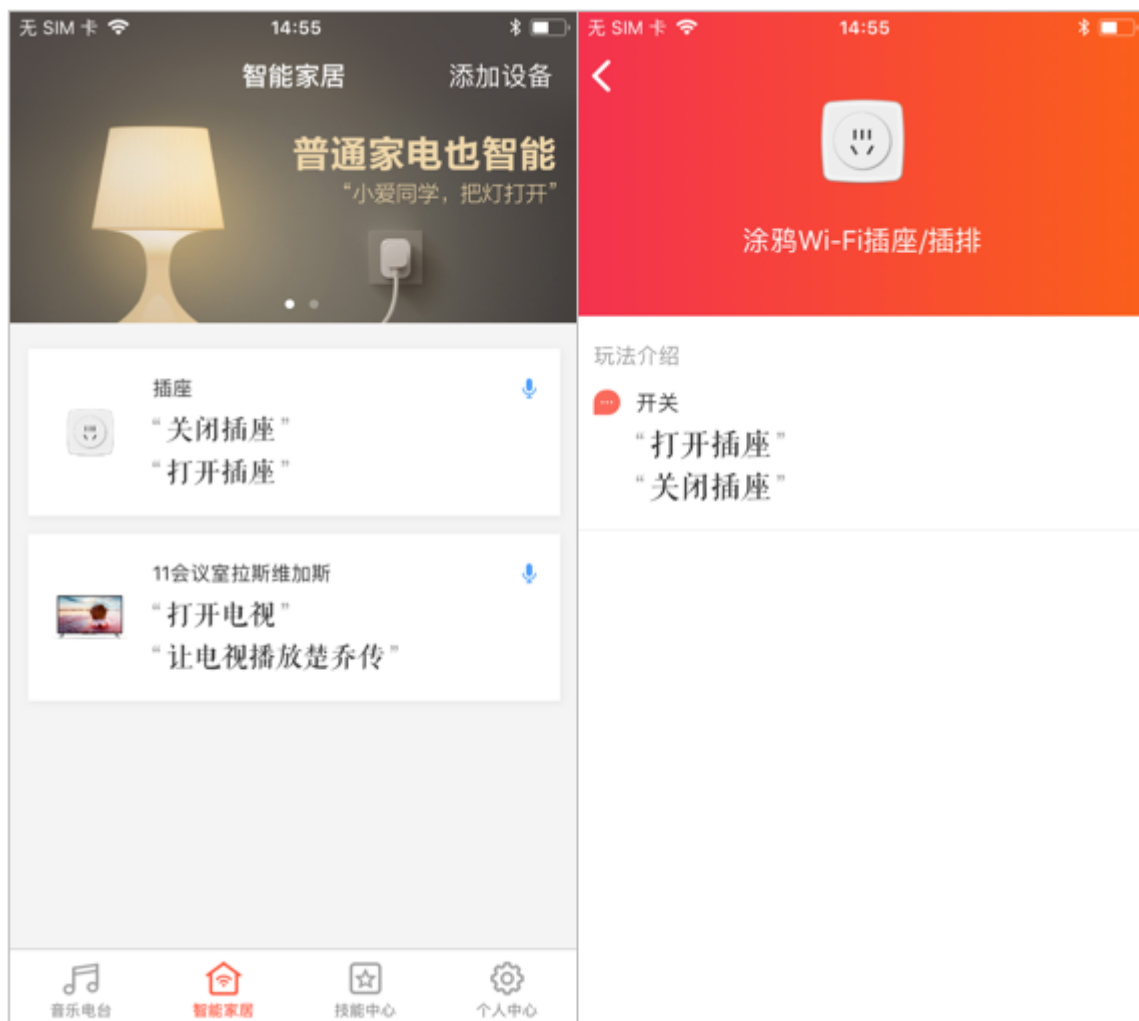 无 SIM 卡
14:55
智能家居
添加设备
普通家电也智能
“小爱同学，把灯打开”
插座
“关闭插座”
“打开插座”
11会议室拉斯维加斯
“打开电视”
“让电视播放楚乔传”
音乐电台
智能家居
技能中心
个人中心
无 SIM 卡
14:55
涂鸦Wi-Fi插座/插排
玩法介绍
开关
“打开插座”
“关闭插座”